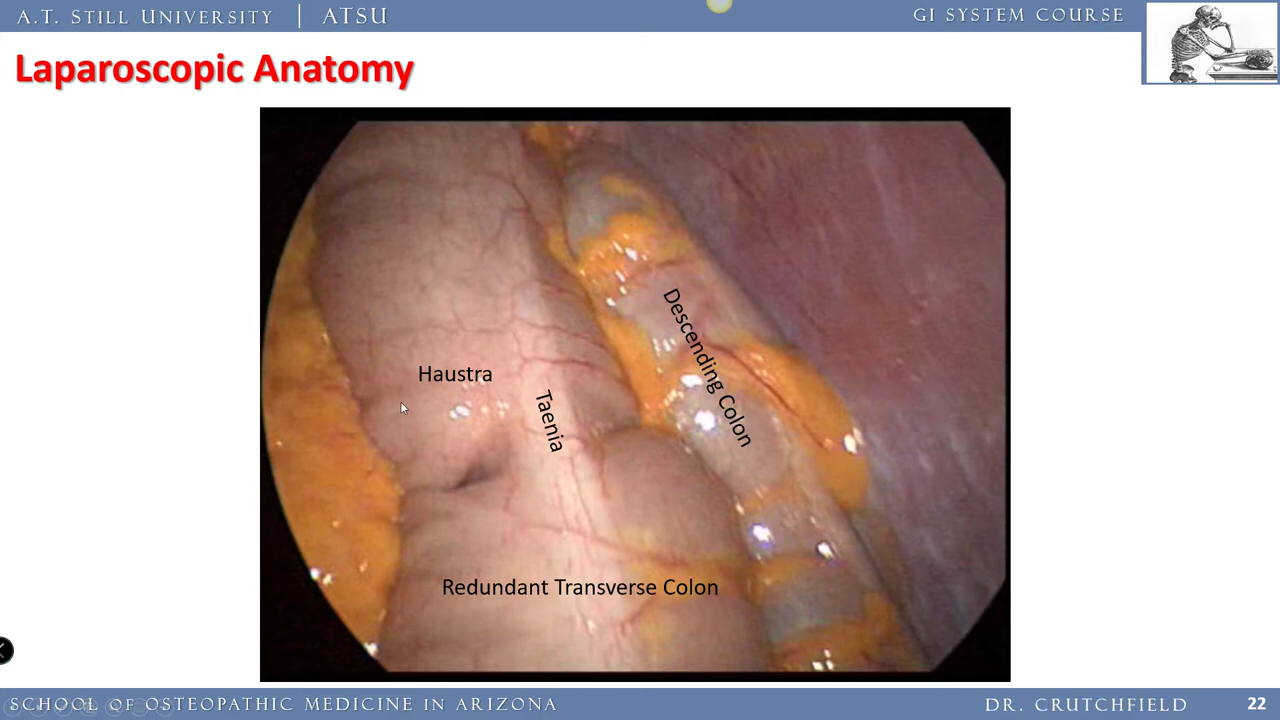 A.T. STILL UNIVERSITY | ATSU
GI SYSTEM COURSE
Laparoscopic Anatomy
Descending Colon
Haustra
Taenia
Redundant Transverse Colon
SCHOOL OF OSTEOPATHIC MEDICINE IN ARIZONA
DR. CRUTCHFIELD
22